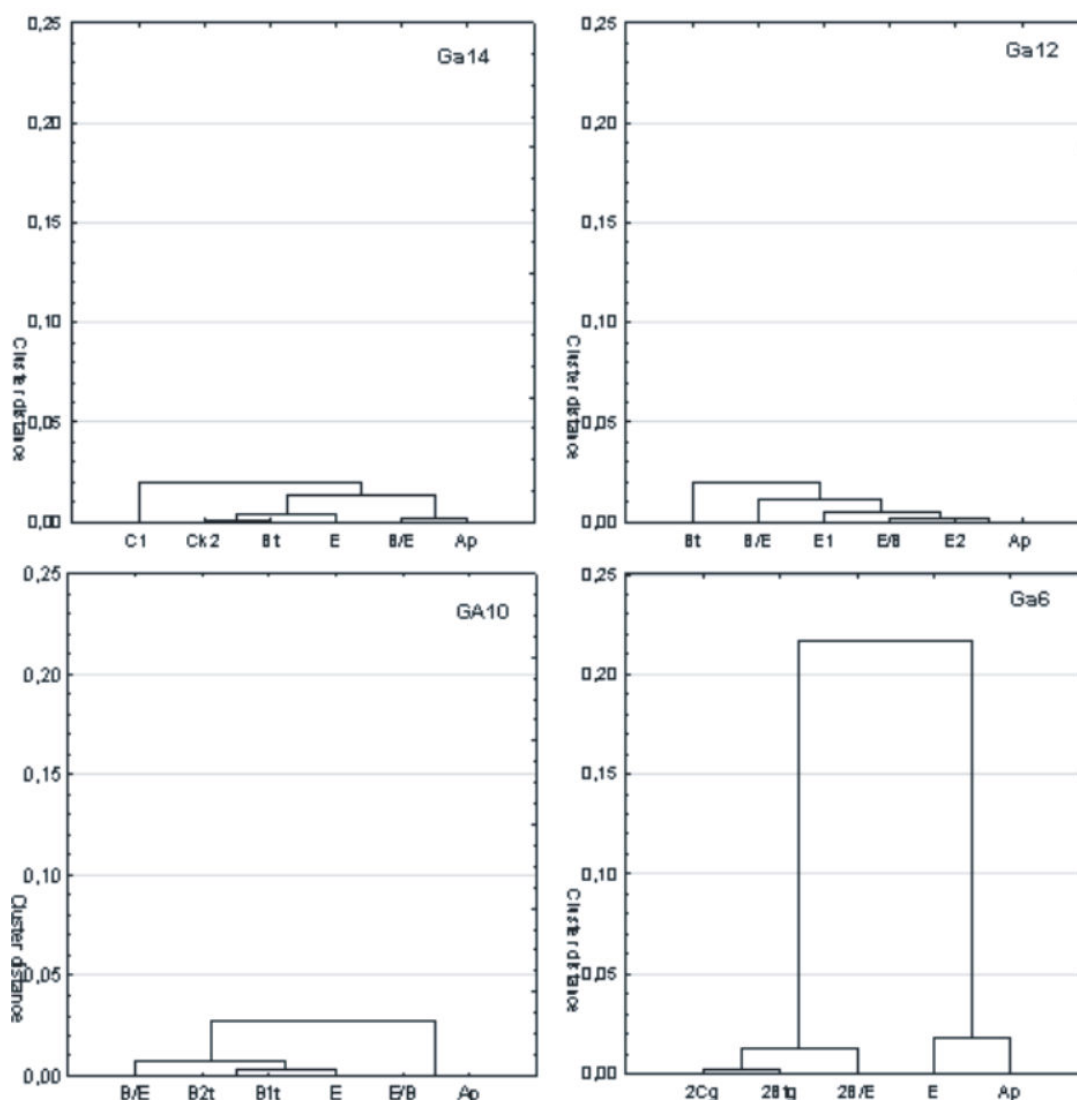 0,25
0,20
0,15
0,10
0,05
0,00
Cluster distance
Ga14
C1 Ck2 Bt E B/E Ap
0,25
0,20
0,15
0,10
0,05
0,00
Cluster distance
Ga12
Bt B/E E1 E/B E2 Ap
0,25
0,20
0,15
0,10
0,05
0,00
Cluster distance
GA10
B/E B2t B1t E E/B Ap
0,25
0,20
0,15
0,10
0,05
0,00
Cluster distance
Ga6
2Cg 2Btg 2B/E E Ap